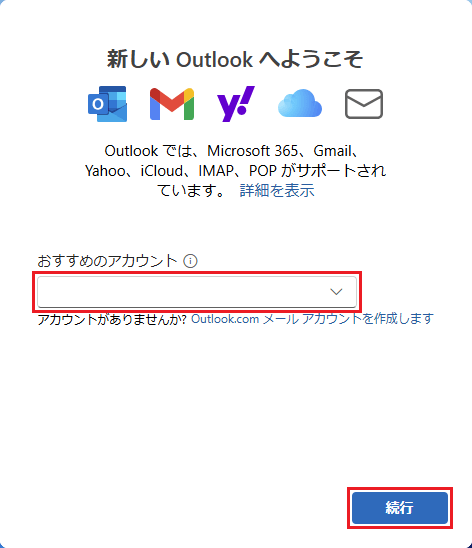 新しい Outlook へようこそ
O
y!
Outlook では、Microsoft 365、Gmail、
Yahoo、iCloud、IMAP、POP がサポートされ
ています。 詳細を表示
おすすめのアカウント
アカウントがありませんか? Outlook.com メール アカウントを作成します
続行